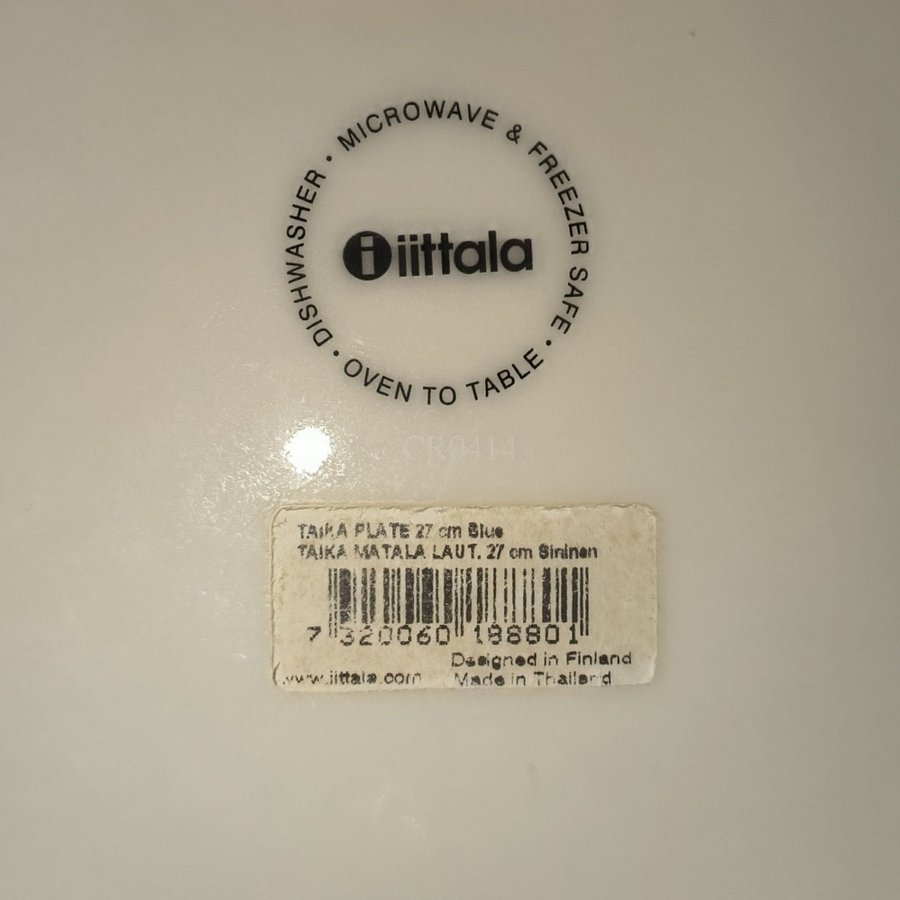 DISHWASHER • MICROWAVE & FREEZER SAFE • OVEN TO TABLE •
i iittala
CR0414
TAIKA PLATE 27 cm Blue
TAIKA MATALA LAUT. 27 cm Sininen
7 320060 188801
Designed in Finland
www.iittala.com Made in Thailand